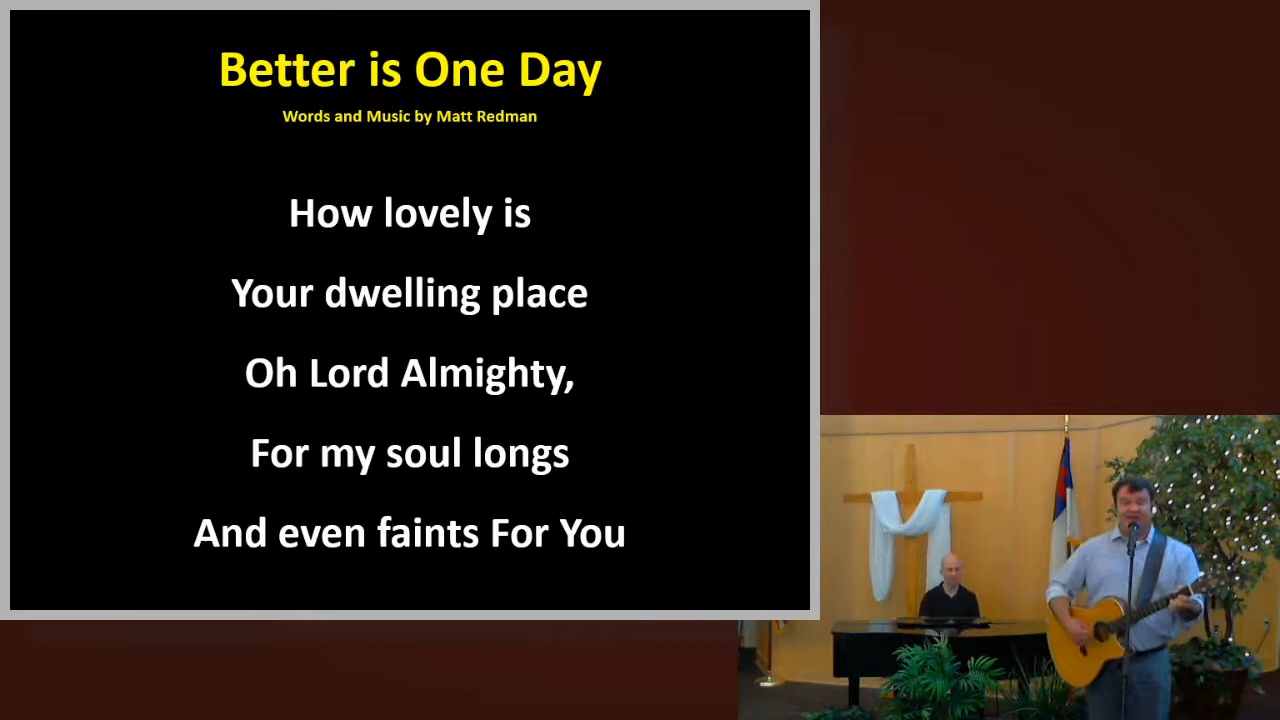 Better is One Day
Words and Music by Matt Redman
How lovely is
Your dwelling place
Oh Lord Almighty,
For my soul longs
And even faints For You